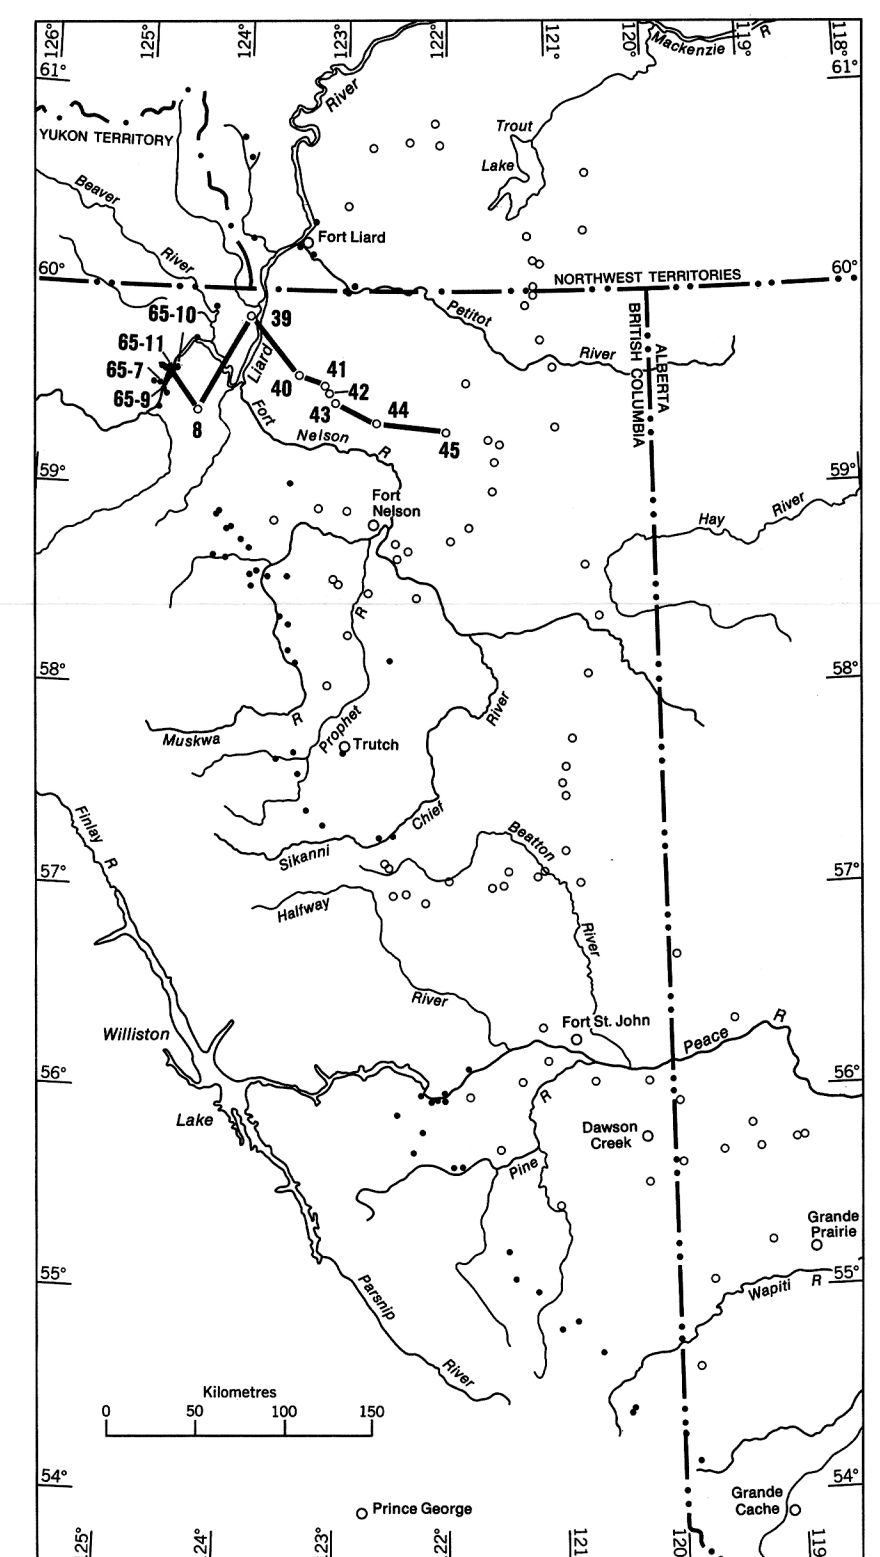 126°
125°
124°
123°
122°
121°
120°
119°
118°
Mackenzie R
61°
61°
River
YUKON TERRITORY
Trout
Lake
Beaver
River
Fort Liard
60°
60°
NORTHWEST TERRITORIES
65-10
39
Petitot
River
BRITISH COLUMBIA
ALBERTA
65-11
65-7
65-9
Liard
41
40
42
43
44
45
8
Fort
Nelson
R
59°
59°
Fort
Nelson
Hay
River
R
58°
58°
Muskwa
R
Prophet
Trutch
River
Finlay R
Chief
Sikanni
Beatton
River
57°
57°
Halfway
River
Williston
Lake
Fort St. John
Peace
R
56°
56°
R
Dawson
Creek
Pine
Grande
Prairie
55°
55°
Wapiti R
Parsnip
River
Kilometres
0 50 100 150
54°
54°
Grande
Cache
Prince George
125°
124°
123°
122°
121
120
119